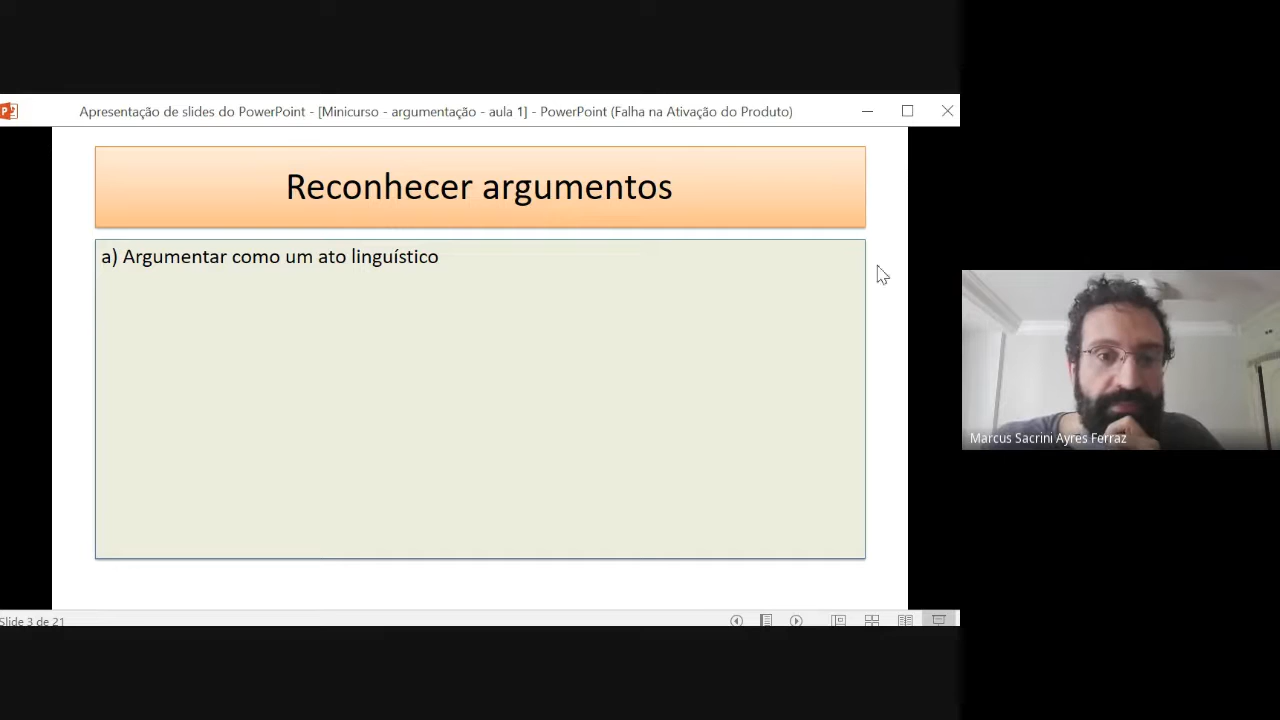 Apresentação de slides do PowerPoint - [Minicurso - argumentação - aula 1] - PowerPoint (Falha na Ativação do Produto)
Reconhecer argumentos
a) Argumentar como um ato linguístico
Marcus Sacrini Ayres Ferraz
Slide 3 de 21